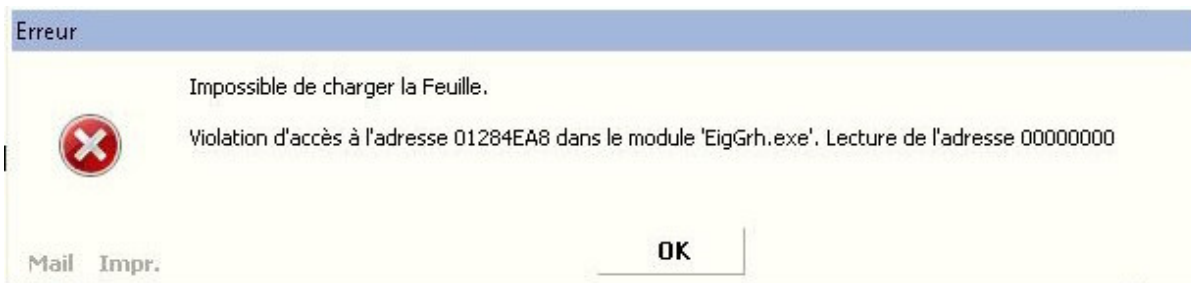 Erreur
Impossible de charger la Feuille.
Violation d'accès à l'adresse 01284EA8 dans le module 'EigGrh.exe'. Lecture de l'adresse 00000000
OK
Mail Impr.